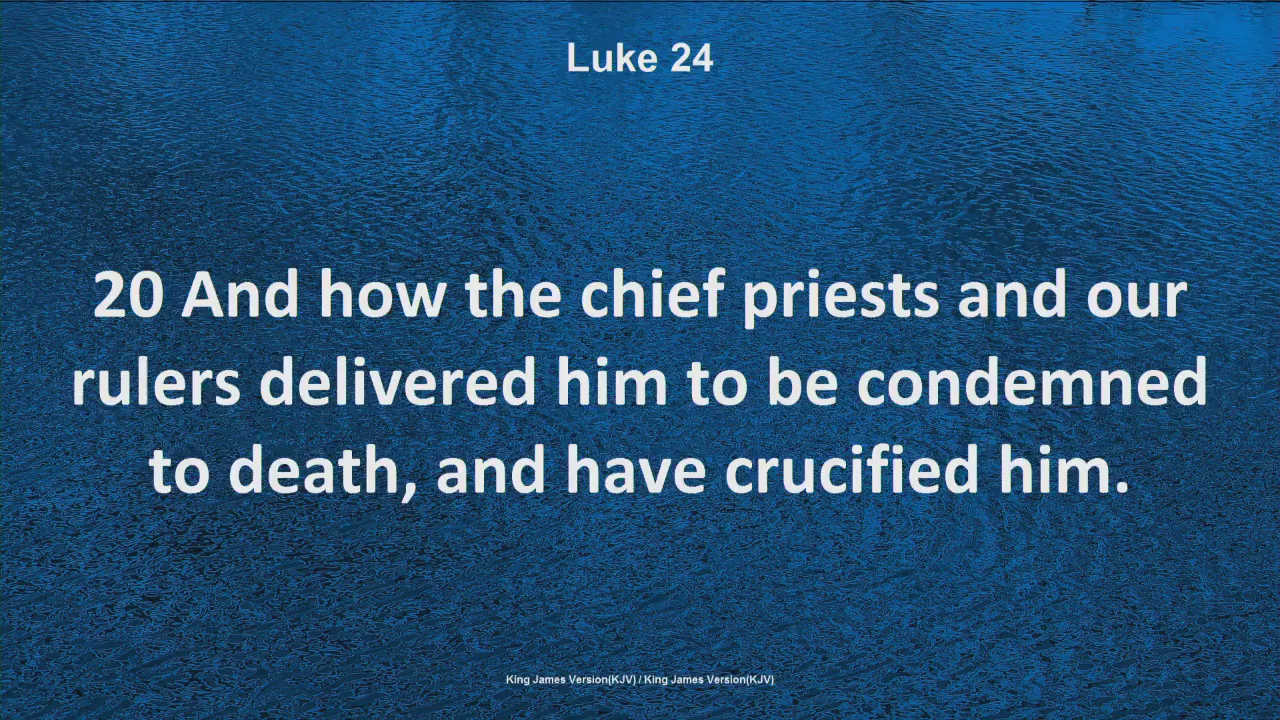 Luke 24
20 And how the chief priests and our
rulers delivered him to be condemned
to death, and have crucified him.
King James Version(KJV) / King James Version(KJV)